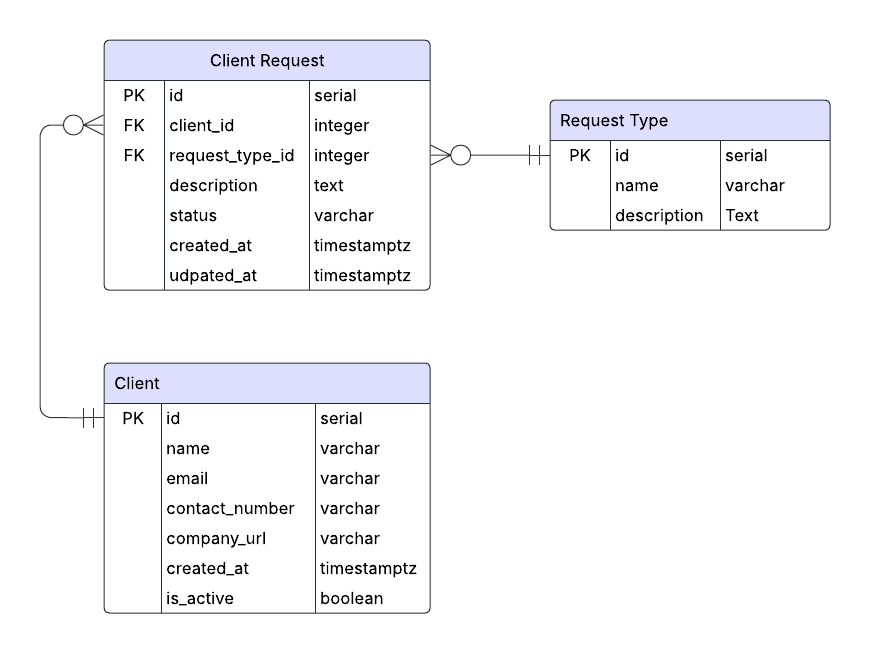 Client Request
PK id serial
FK client_id integer
FK request_type_id integer
description text
status varchar
created_at timestamptz
udpated_at timestamptz
Request Type
PK id serial
name varchar
description Text
Client
PK id serial
name varchar
email varchar
contact_number varchar
company_url varchar
created_at timestamptz
is_active boolean